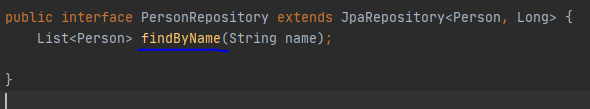 public interface PersonRepository extends JpaRepository<Person, Long> {
    List<Person> findByName(String name);
}